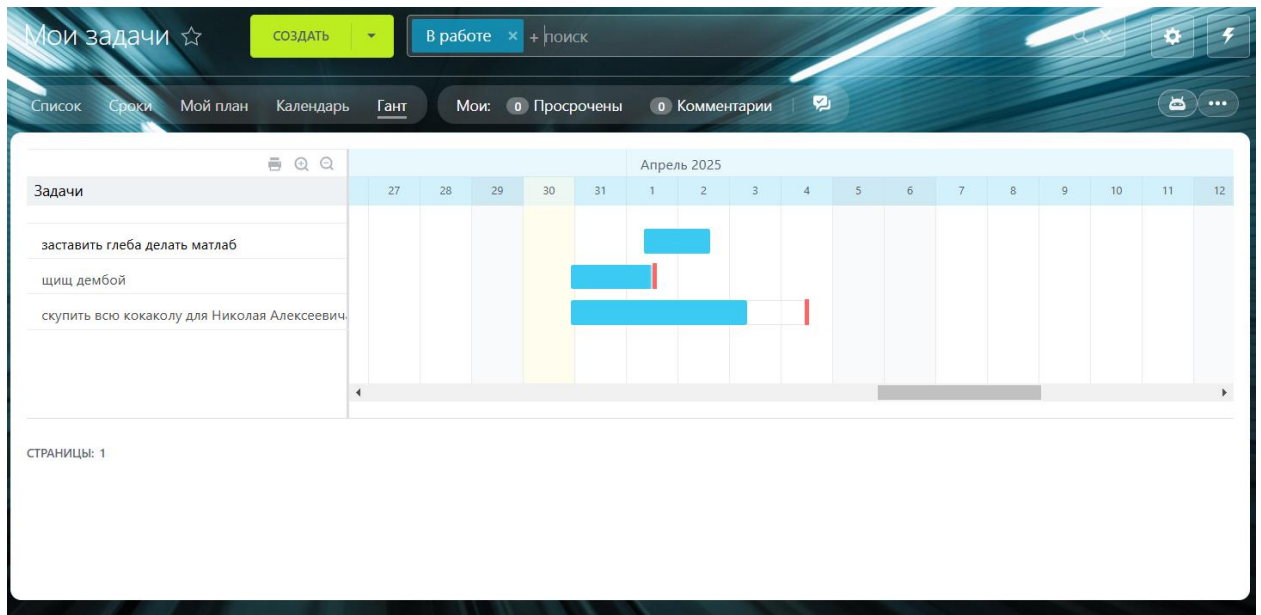 Мои задачи
СОЗДАТЬ
В работе × + поиск
Список Сроки Мой план Календарь Гант Мои: 0 Просрочены 0 Комментарии
Апрель 2025
Задачи 27 28 29 30 31 1 2 3 4 5 6 7 8 9 10 11 12
заставить глеба делать матлаб
щищ дембой
скупить всю кокаколу для Николая Алексеевич
СТРАНИЦЫ: 1